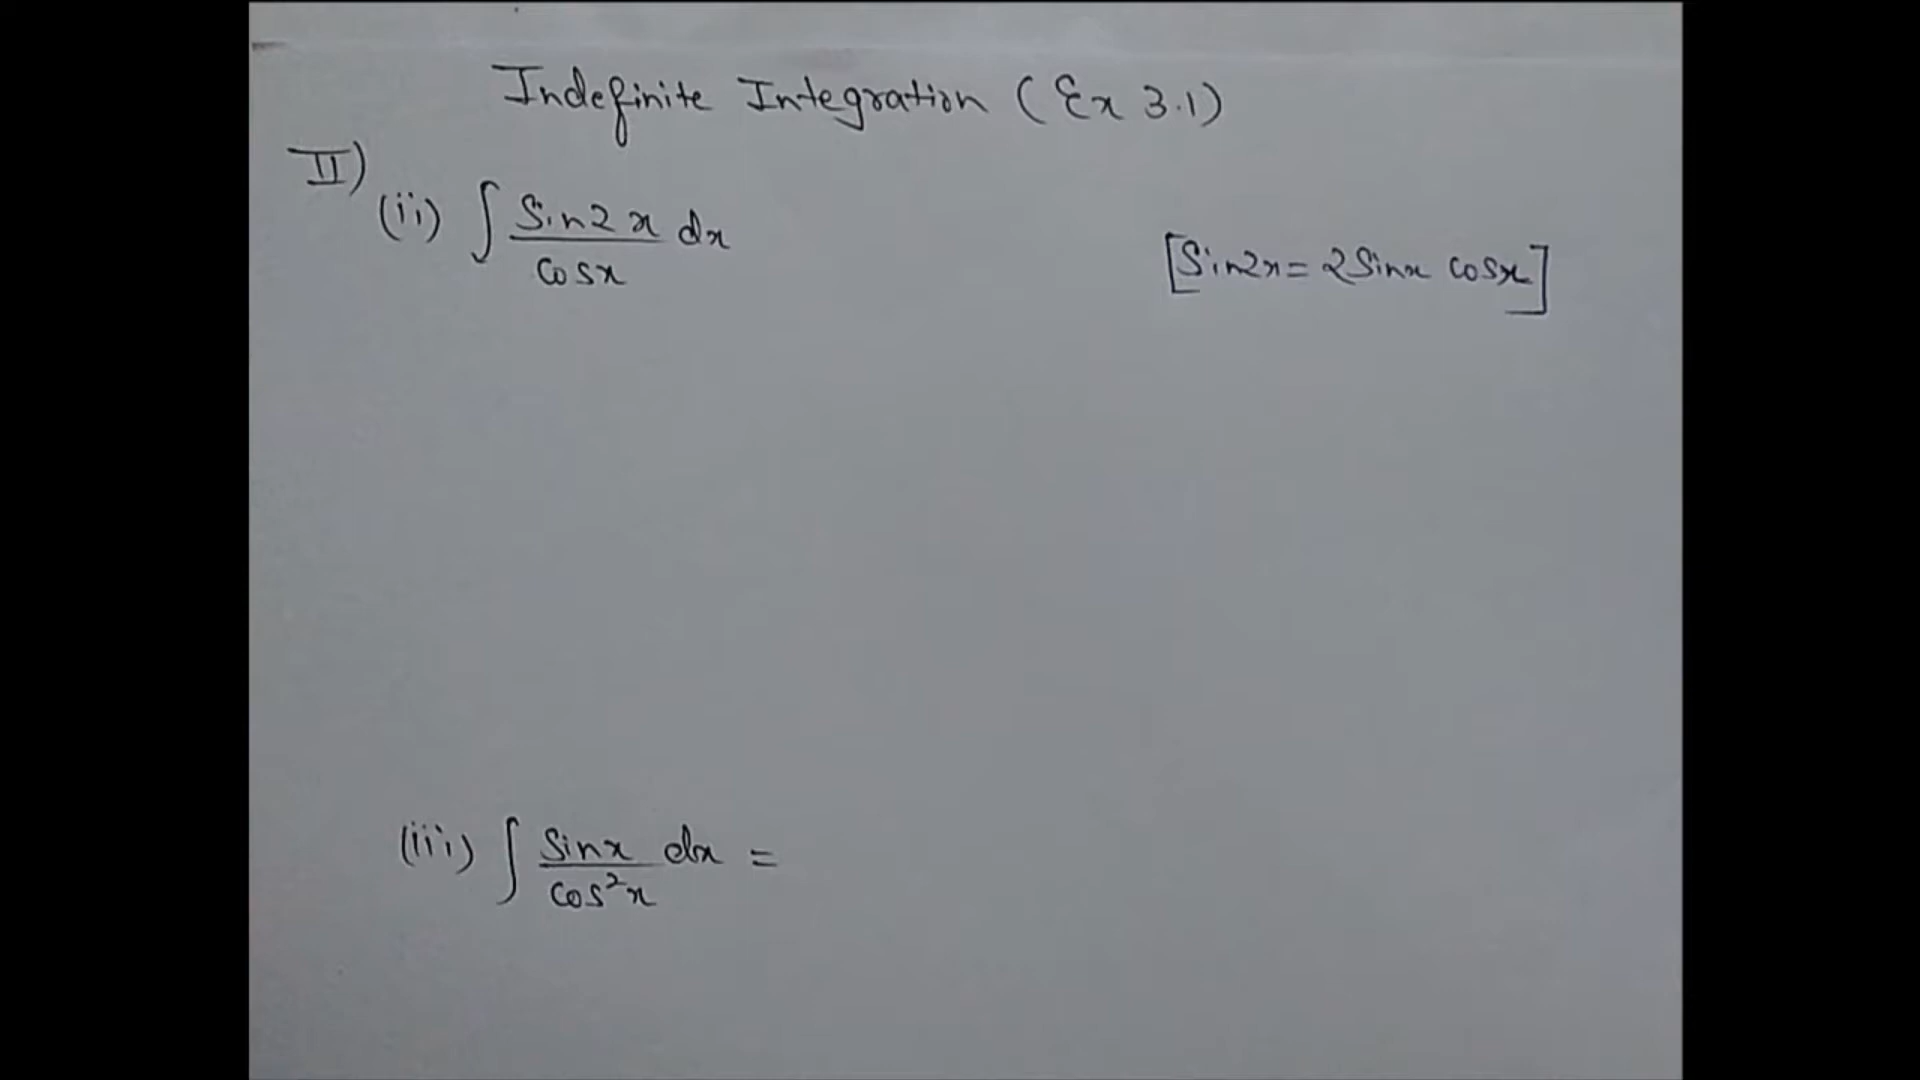 Indefinite Integration (Ex 3.1)
II)
(ii) ∫ Sin2x/cosx dx
[Sin2x = 2Sinx cosx]
(iii) ∫ Sinx/cos²x dx =